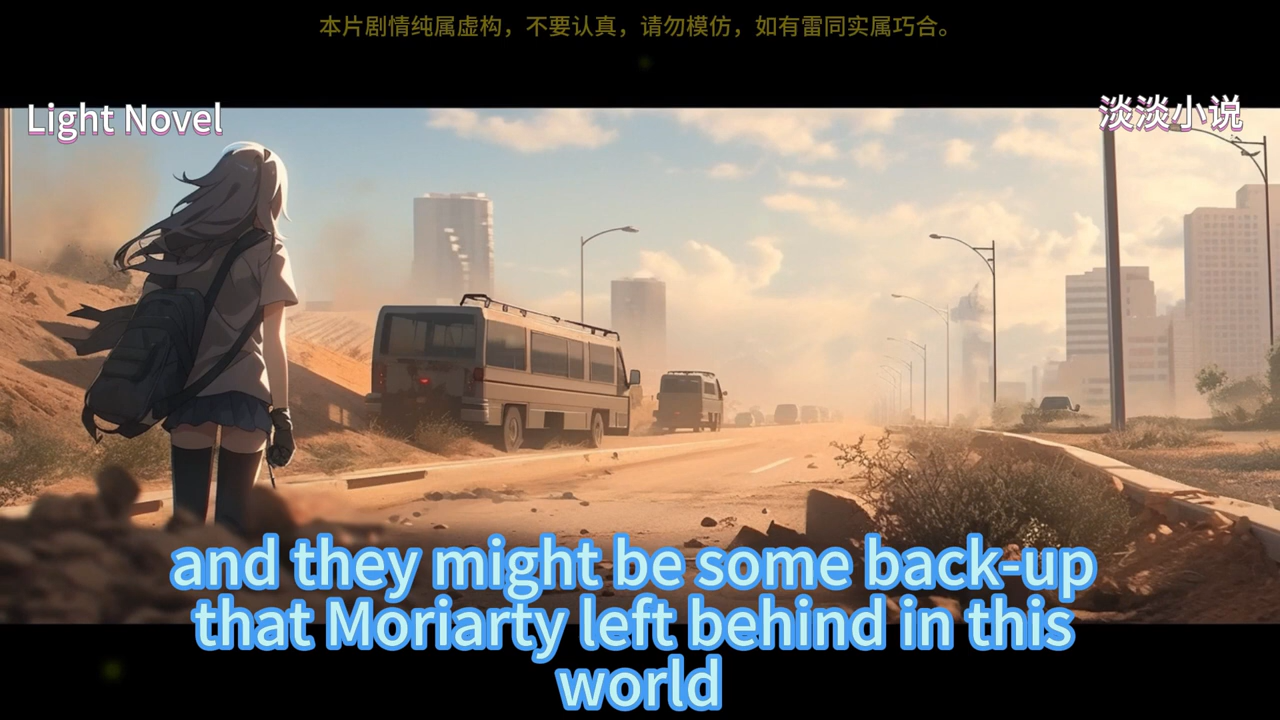 本片剧情纯属虚构，不要认真，请勿模仿，如有雷同实属巧合。
Light Novel
淡淡小说
and they might be some back-up
that Moriarty left behind in this
world